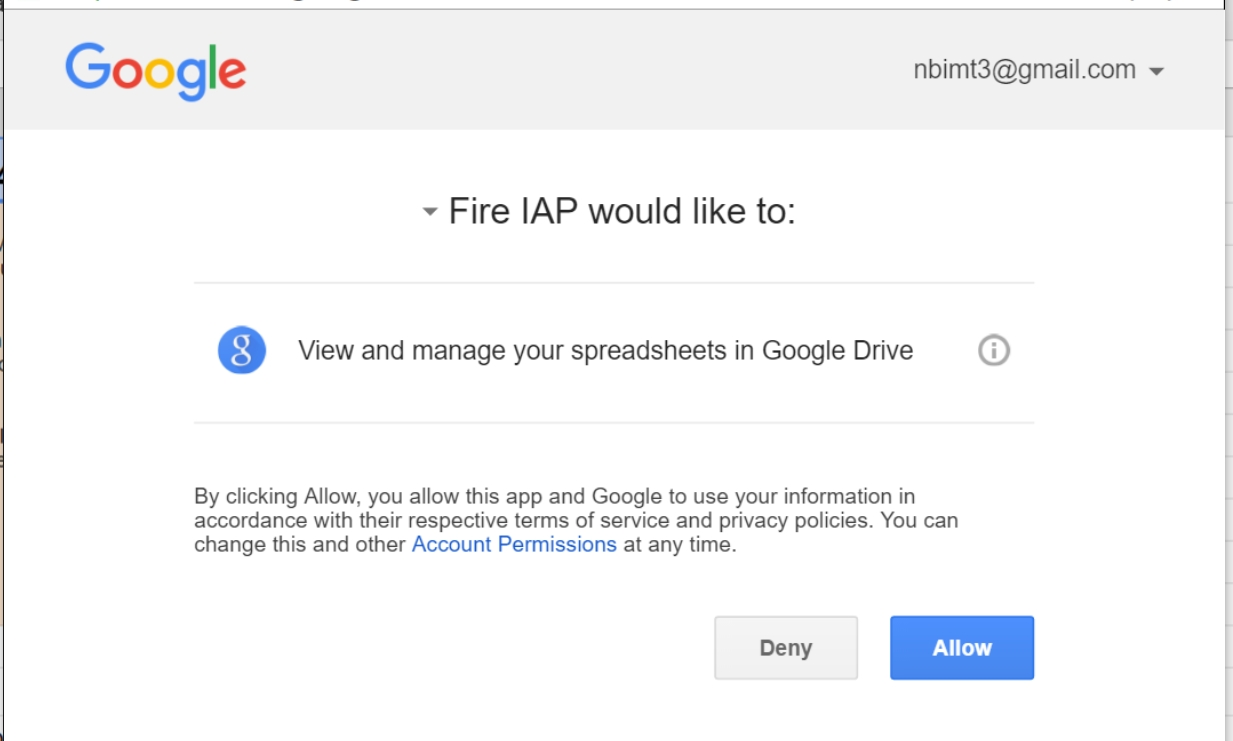 Google
nbimt3@gmail.com
Fire IAP would like to:
View and manage your spreadsheets in Google Drive
By clicking Allow, you allow this app and Google to use your information in
accordance with their respective terms of service and privacy policies. You can
change this and other Account Permissions at any time.
Deny Allow